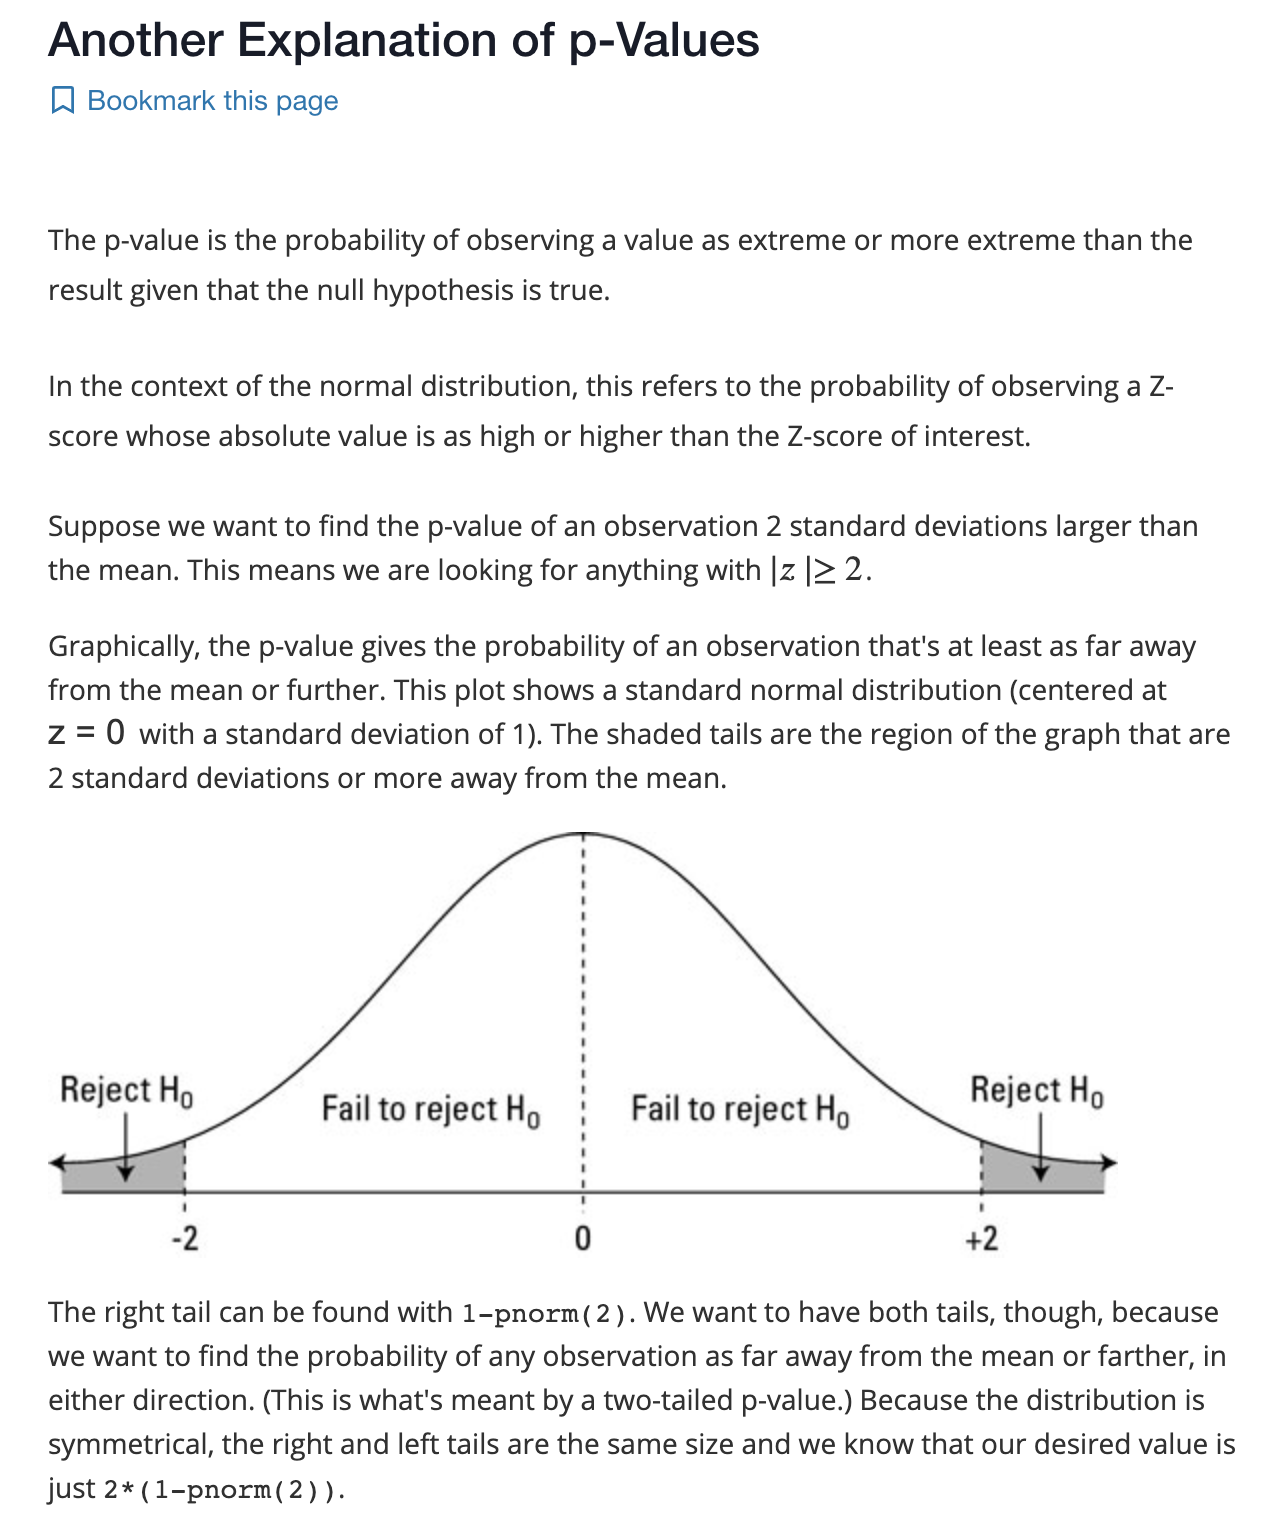 Another Explanation of p-Values
Bookmark this page
The p-value is the probability of observing a value as extreme or more extreme than the
result given that the null hypothesis is true.
In the context of the normal distribution, this refers to the probability of observing a Z-
score whose absolute value is as high or higher than the Z-score of interest.
Suppose we want to find the p-value of an observation 2 standard deviations larger than
the mean. This means we are looking for anything with |z |≥ 2.
Graphically, the p-value gives the probability of an observation that's at least as far away
from the mean or further. This plot shows a standard normal distribution (centered at
z = 0 with a standard deviation of 1). The shaded tails are the region of the graph that are
2 standard deviations or more away from the mean.
Reject H₀
Fail to reject H₀
Fail to reject H₀
Reject H₀
-2
0
+2
The right tail can be found with 1-pnorm(2). We want to have both tails, though, because
we want to find the probability of any observation as far away from the mean or farther, in
either direction. (This is what's meant by a two-tailed p-value.) Because the distribution is
symmetrical, the right and left tails are the same size and we know that our desired value is
just 2*(1-pnorm(2)).